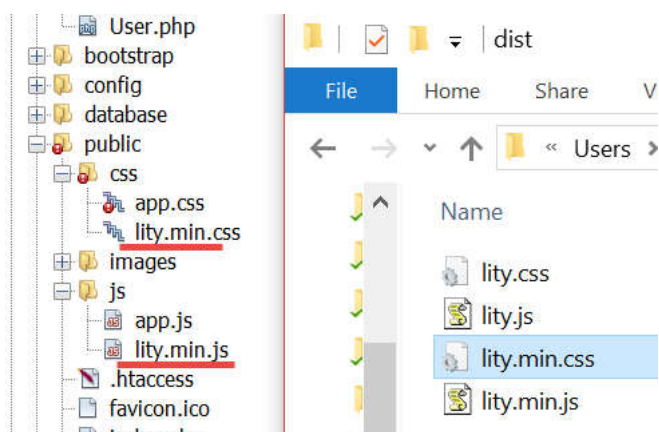 User.php
bootstrap
config
database
public
css
app.css
lity.min.css
images
js
app.js
lity.min.js
.htaccess
favicon.ico
dist
File Home Share V
« Users
Name
lity.css
lity.js
lity.min.css
lity.min.js